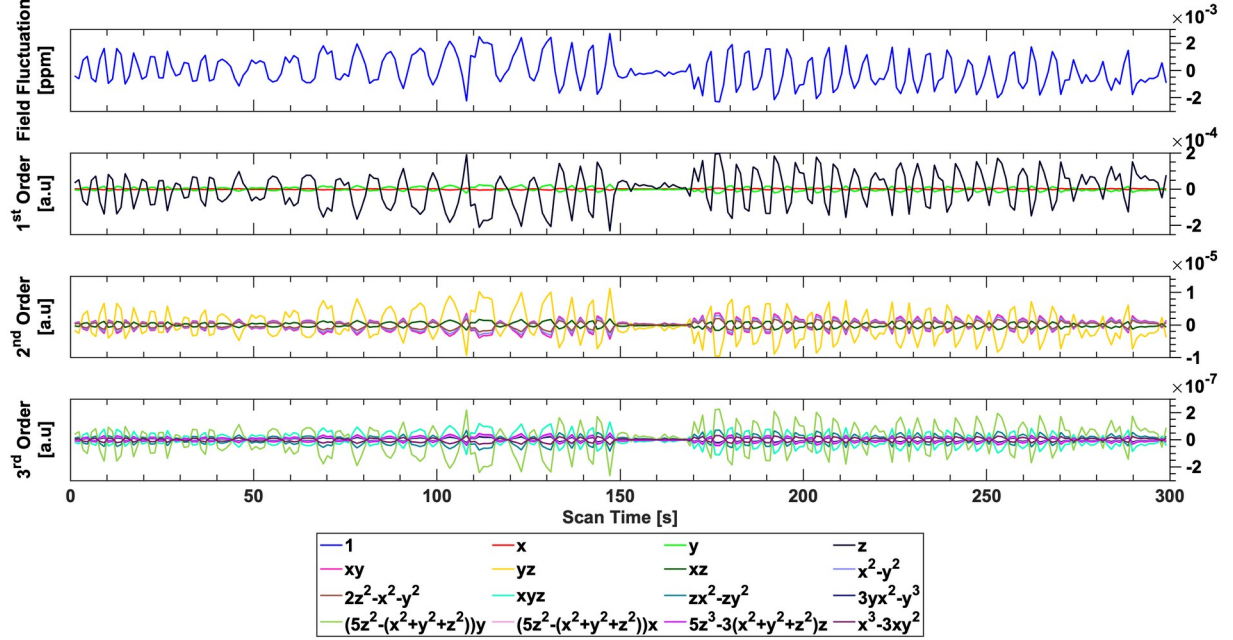 ×10⁻³
Field Fluctuation
[ppm]
2
0
-2
×10⁻⁴
1ˢᵗ Order
[a.u]
2
0
-2
×10⁻⁵
2ⁿᵈ Order
[a.u]
1
0
-1
×10⁻⁷
3ʳᵈ Order
[a.u]
2
0
-2
0 50 100 150 200 250 300
Scan Time [s]
1 x y z
xy yz xz x²-y²
2z²-x²-y² xyz zx²-zy² 3yx²-y³
(5z²-(x²+y²+z²))y (5z²-(x²+y²+z²))x 5z³-3(x²+y²+z²)z x³-3xy²